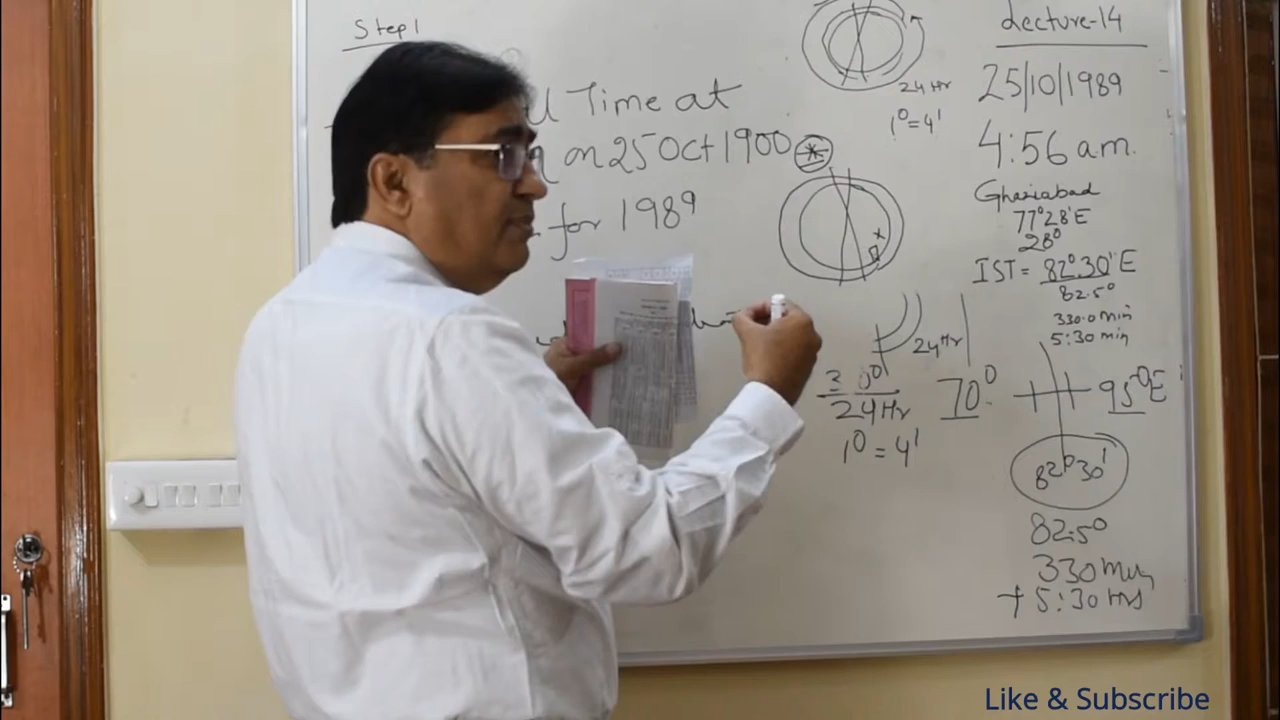 Step 1
Time at
on 25 Oct 1900 *
for 1989
24 Hr
1° = 4'
24 Hr
360°
24 Hr
1° = 4'
70°
Lecture-14
25/10/1989
4:56 a.m.
Ghaziabad
77°28'E
28°
IST = 82°30'E
82.5°
330.0 min
5:30 min
95°E
82°30'
82.5°
330 min
+5:30 Hrs
Like & Subscribe